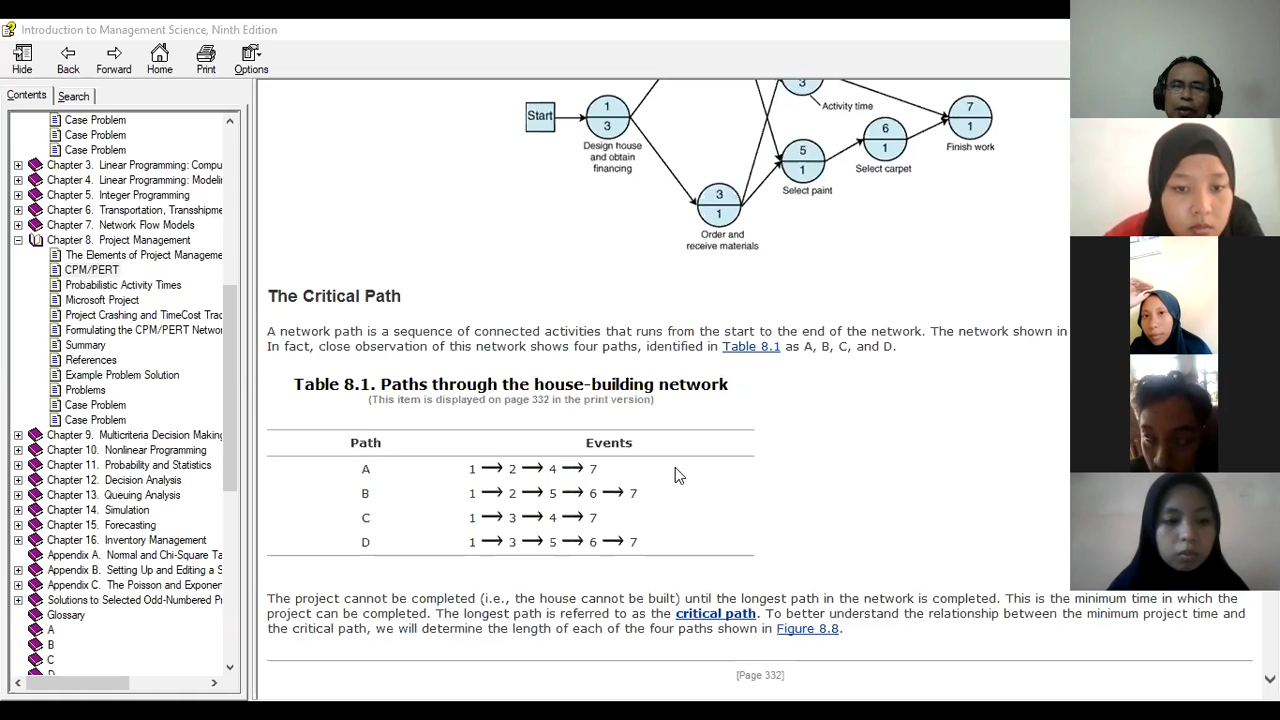 Introduction to Management Science, Ninth Edition
Hide
Back
Forward
Home
Print
Options
Contents
Search
Case Problem
Case Problem
Case Problem
Chapter 3. Linear Programming: Compu
Chapter 4. Linear Programming: Modeli
Chapter 5. Integer Programming
Chapter 6. Transportation, Transshipme
Chapter 7. Network Flow Models
Chapter 8. Project Management
The Elements of Project Manageme
CPM/PERT
Probabilistic Activity Times
Microsoft Project
Project Crashing and TimeCost Trac
Formulating the CPM/PERT Networ
Summary
References
Example Problem Solution
Problems
Case Problem
Case Problem
Chapter 9. Multicriteria Decision Making
Chapter 10. Nonlinear Programming
Chapter 11. Probability and Statistics
Chapter 12. Decision Analysis
Chapter 13. Queuing Analysis
Chapter 14. Simulation
Chapter 15. Forecasting
Chapter 16. Inventory Management
Appendix A. Normal and Chi-Square Ta
Appendix B. Setting Up and Editing a S
Appendix C. The Poisson and Exponen
Solutions to Selected Odd-Numbered Pr
Glossary
A
B
C
Start
1
3
Design house
and obtain
financing
3
1
Order and
receive materials
3
Activity time
5
1
Select paint
6
1
Select carpet
7
1
Finish work
The Critical Path
A network path is a sequence of connected activities that runs from the start to the end of the network. The network shown in
In fact, close observation of this network shows four paths, identified in Table 8.1 as A, B, C, and D.
Table 8.1. Paths through the house-building network
(This item is displayed on page 332 in the print version)
Path Events
A 1 → 2 → 4 → 7
B 1 → 2 → 5 → 6 → 7
C 1 → 3 → 4 → 7
D 1 → 3 → 5 → 6 → 7
The project cannot be completed (i.e., the house cannot be built) until the longest path in the network is completed. This is the minimum time in which the
project can be completed. The longest path is referred to as the critical path. To better understand the relationship between the minimum project time and
the critical path, we will determine the length of each of the four paths shown in Figure 8.8.
[Page 332]